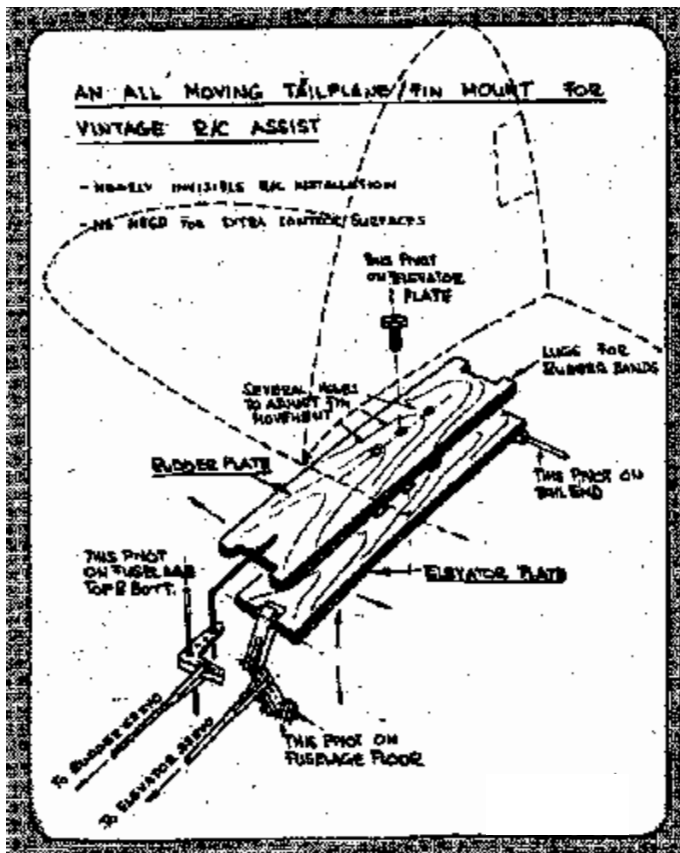 AN ALL MOVING TAILPLANE/FIN MOUNT FOR
VINTAGE R/C ASSIST
- NEARLY INVISIBLE R/C INSTALLATION
- NO NEED FOR EXTRA CONTROL SURFACES
THIS PIVOT
ON ELEVATOR
PLATE
LUGS FOR
RUBBER BANDS
SEVERAL HOLES
TO ADJUST FIN
MOVEMENT
RUDDER PLATE
THIS PIVOT ON
TAIL END
THIS PIVOT
ON FUSELAGE
TOP & BOTT.
ELEVATOR PLATE
TO RUDDER SERVO
TO ELEVATOR SERVO
THIS PIVOT ON
FUSELAGE FLOOR